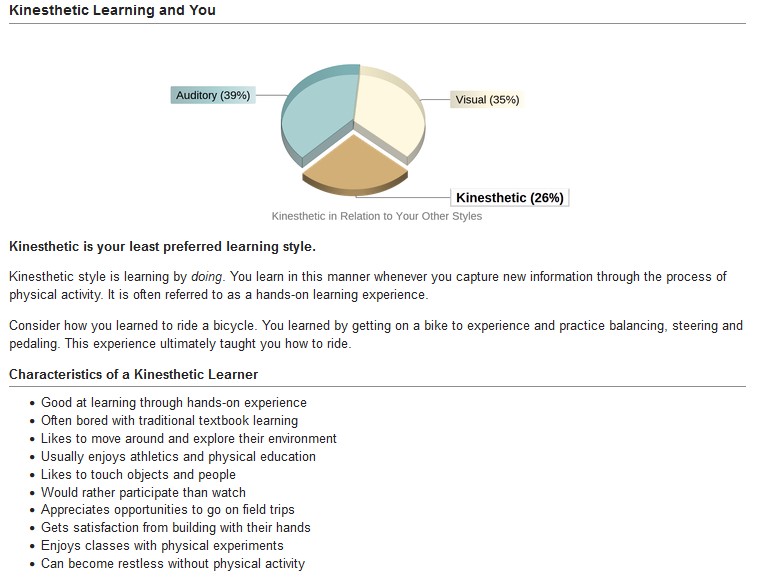 Kinesthetic Learning and You
Auditory (39%)
Visual (35%)
Kinesthetic (26%)
Kinesthetic in Relation to Your Other Styles
Kinesthetic is your least preferred learning style.
Kinesthetic style is learning by doing. You learn in this manner whenever you capture new information through the process of
physical activity. It is often referred to as a hands-on learning experience.
Consider how you learned to ride a bicycle. You learned by getting on a bike to experience and practice balancing, steering and
pedaling. This experience ultimately taught you how to ride.
Characteristics of a Kinesthetic Learner
• Good at learning through hands-on experience
• Often bored with traditional textbook learning
• Likes to move around and explore their environment
• Usually enjoys athletics and physical education
• Likes to touch objects and people
• Would rather participate than watch
• Appreciates opportunities to go on field trips
• Gets satisfaction from building with their hands
• Enjoys classes with physical experiments
• Can become restless without physical activity